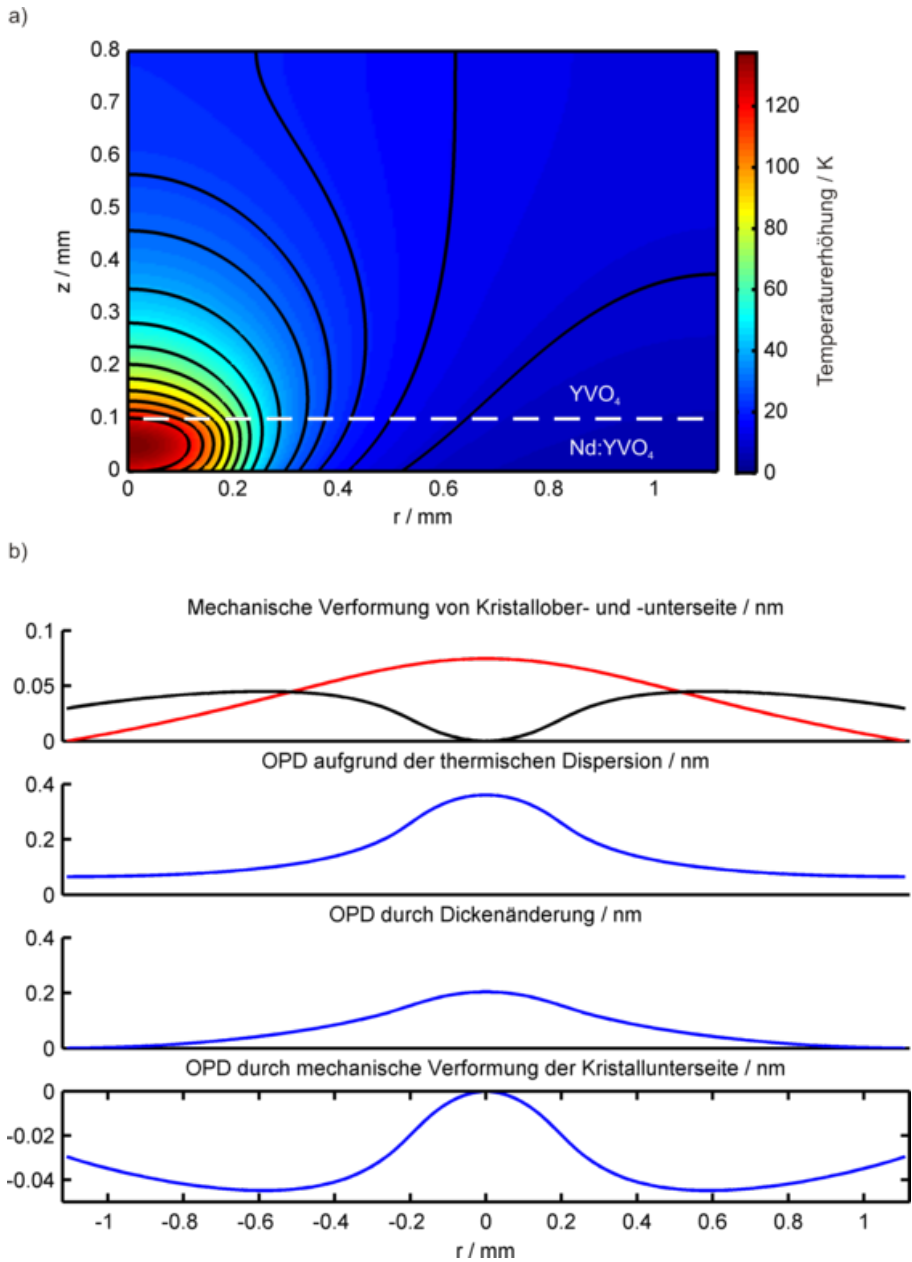 a)
0.8
0.7
0.6
0.5
0.4
0.3
0.2
0.1
0
z / mm
YVO₄
Nd:YVO₄
0 0.2 0.4 0.6 0.8 1
r / mm
120
100
80
60
40
20
0
Temperaturerhöhung / K
b)
Mechanische Verformung von Kristallober- und -unterseite / nm
0.1
0.05
0
OPD aufgrund der thermischen Dispersion / nm
0.4
0.2
0
OPD durch Dickenänderung / nm
0.4
0.2
0
OPD durch mechanische Verformung der Kristallunterseite / nm
0
-0.02
-0.04
-1 -0.8 -0.6 -0.4 -0.2 0 0.2 0.4 0.6 0.8 1
r / mm